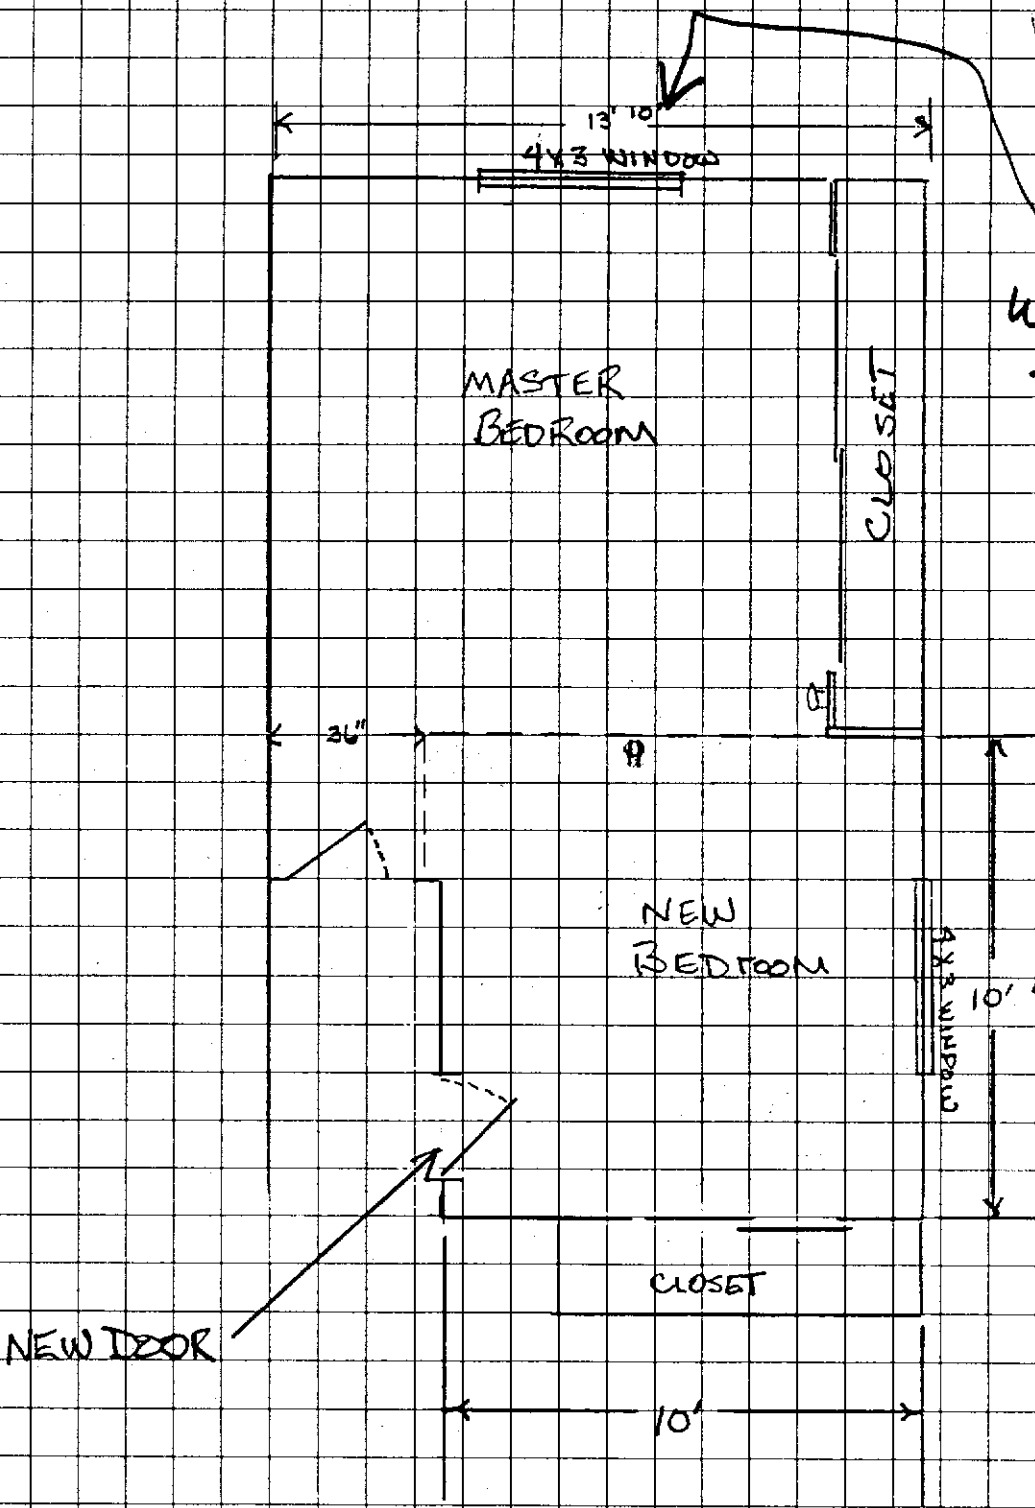 13' 10
4X3 WINDOW
MASTER
BEDROOM
CLOSET
36"
NEW
BEDROOM
4X3 WINDOW
10'
CLOSET
NEW DOOR
10'